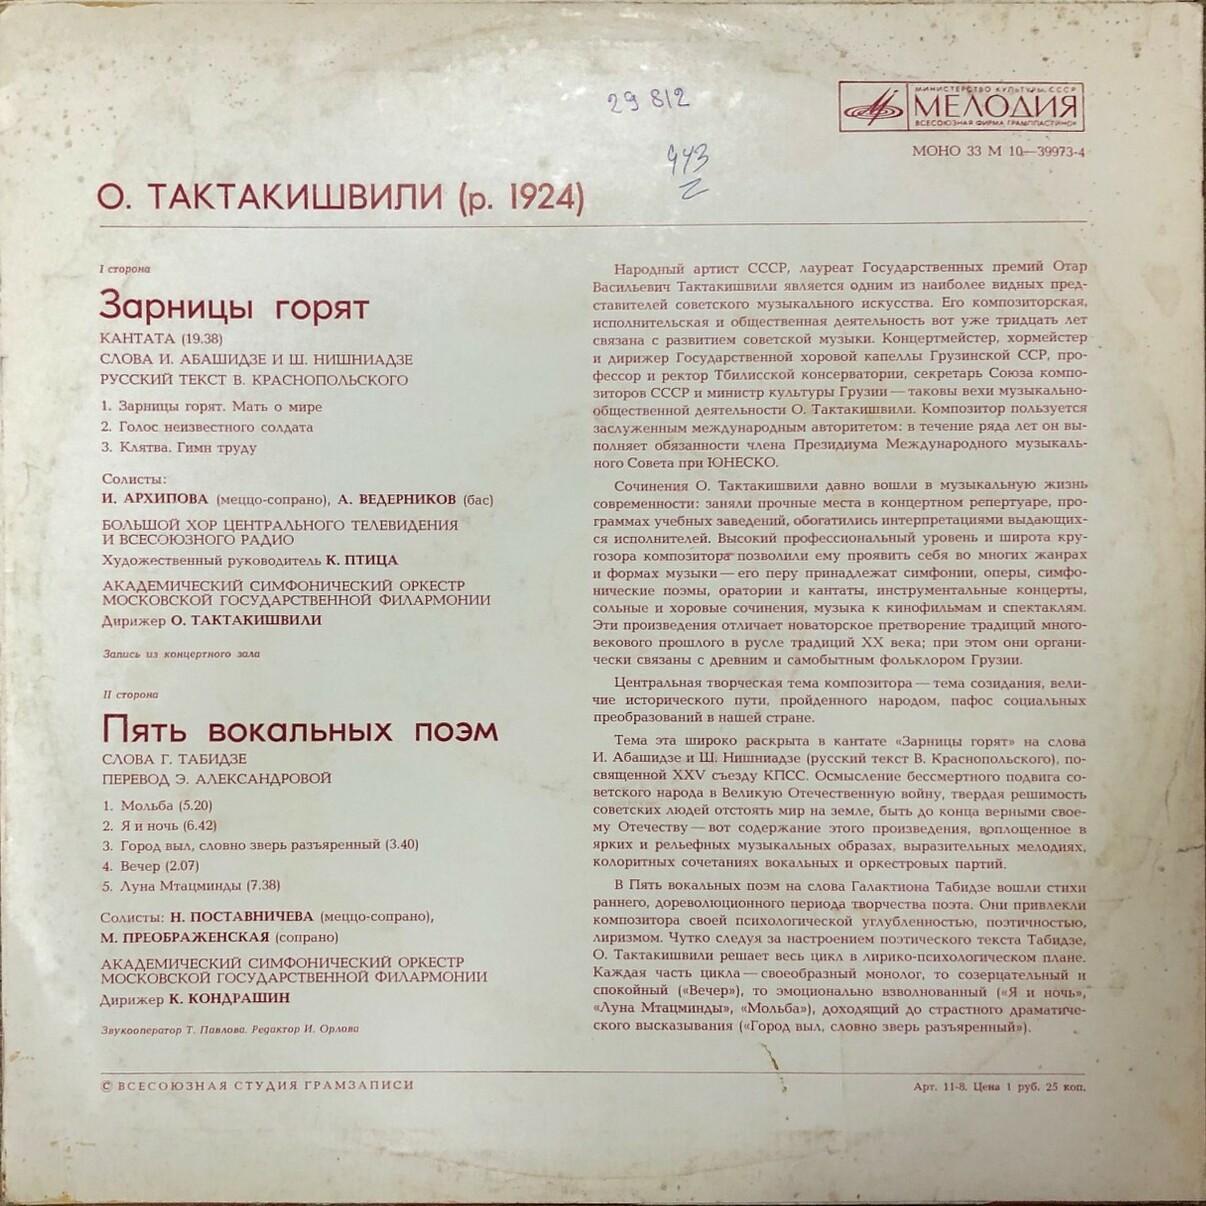 29 812
943
МИНИСТЕРСТВО КУЛЬТУРЫ СССР
МЕЛОДИЯ
ВСЕСОЮЗНАЯ ФИРМА ГРАМПЛАСТИНОК
МОНО 33 М 10—39973-4
О. ТАКТАКИШВИЛИ (р. 1924)
I сторона
Зарницы горят
КАНТАТА (19.38)
СЛОВА И. АБАШИДЗЕ И Ш. НИШНИАДЗЕ
РУССКИЙ ТЕКСТ В. КРАСНОПОЛЬСКОГО
1. Зарницы горят. Мать о мире
2. Голос неизвестного солдата
3. Клятва. Гимн труду
Солисты:
И. АРХИПОВА (меццо-сопрано), А. ВЕДЕРНИКОВ (бас)
БОЛЬШОЙ ХОР ЦЕНТРАЛЬНОГО ТЕЛЕВИДЕНИЯ
И ВСЕСОЮЗНОГО РАДИО
Художественный руководитель К. ПТИЦА
АКАДЕМИЧЕСКИЙ СИМФОНИЧЕСКИЙ ОРКЕСТР
МОСКОВСКОЙ ГОСУДАРСТВЕННОЙ ФИЛАРМОНИИ
Дирижер О. ТАКТАКИШВИЛИ
Запись из концертного зала
II сторона
Пять вокальных поэм
СЛОВА Г. ТАБИДЗЕ
ПЕРЕВОД Э. АЛЕКСАНДРОВОЙ
1. Мольба (5.20)
2. Я и ночь (6.42)
3. Город выл, словно зверь разъяренный (3.40)
4. Вечер (2.07)
5. Луна Мтацминды (7.38)
Солисты: Н. ПОСТАВНИЧЕВА (меццо-сопрано),
М. ПРЕОБРАЖЕНСКАЯ (сопрано)
АКАДЕМИЧЕСКИЙ СИМФОНИЧЕСКИЙ ОРКЕСТР
МОСКОВСКОЙ ГОСУДАРСТВЕННОЙ ФИЛАРМОНИИ
Дирижер К. КОНДРАШИН
Звукооператор Т. Павлова. Редактор И. Орлова
Народный артист СССР, лауреат Государственных премий Отар
Васильевич Тактакишвили является одним из наиболее видных пред-
ставителей советского музыкального искусства. Его композиторская,
исполнительская и общественная деятельность вот уже тридцать лет
связана с развитием советской музыки. Концертмейстер, хормейстер
и дирижер Государственной хоровой капеллы Грузинской ССР, про-
фессор и ректор Тбилисской консерватории, секретарь Союза компо-
зиторов СССР и министр культуры Грузии — таковы вехи музыкально-
общественной деятельности О. Тактакишвили. Композитор пользуется
заслуженным международным авторитетом: в течение ряда лет он вы-
полняет обязанности члена Президиума Международного музыкаль-
ного Совета при ЮНЕСКО.
Сочинения О. Тактакишвили давно вошли в музыкальную жизнь
современности: заняли прочные места в концертном репертуаре, про-
граммах учебных заведений, обогатились интерпретациями выдающих-
ся исполнителей. Высокий профессиональный уровень и широта кру-
гозора композитора позволили ему проявить себя во многих жанрах
и формах музыки — его перу принадлежат симфонии, оперы, симфо-
нические поэмы, оратории и кантаты, инструментальные концерты,
сольные и хоровые сочинения, музыка к кинофильмам и спектаклям.
Эти произведения отличает новаторское претворение традиций много-
векового прошлого в русле традиций XX века; при этом они органи-
чески связаны с древним и самобытным фольклором Грузии.
Центральная творческая тема композитора — тема созидания, вели-
чие исторического пути, пройденного народом, пафос социальных
преобразований в нашей стране.
Тема эта широко раскрыта в кантате «Зарницы горят» на слова
И. Абашидзе и Ш. Нишниадзе (русский текст В. Краснопольского), по-
священной XXV съезду КПСС. Осмысление бессмертного подвига со-
ветского народа в Великую Отечественную войну, твердая решимость
советских людей отстоять мир на земле, быть до конца верными свое-
му Отечеству — вот содержание этого произведения, воплощенное в
ярких и рельефных музыкальных образах, выразительных мелодиях,
колоритных сочетаниях вокальных и оркестровых партий.
В Пять вокальных поэм на слова Галактиона Табидзе вошли стихи
раннего, дореволюционного периода творчества поэта. Они привлекли
композитора своей психологической углубленностью, поэтичностью,
лиризмом. Чутко следуя за настроением поэтического текста Табидзе,
О. Тактакишвили решает весь цикл в лирико-психологическом плане.
Каждая часть цикла — своеобразный монолог, то созерцательный и
спокойный («Вечер»), то эмоционально взволнованный («Я и ночь»,
«Луна Мтацминды», «Мольба»), доходящий до страстного драматиче-
ского высказывания («Город выл, словно зверь разъяренный»).
© ВСЕСОЮЗНАЯ СТУДИЯ ГРАМЗАПИСИ
Арт. 11-8. Цена 1 руб. 25 коп.